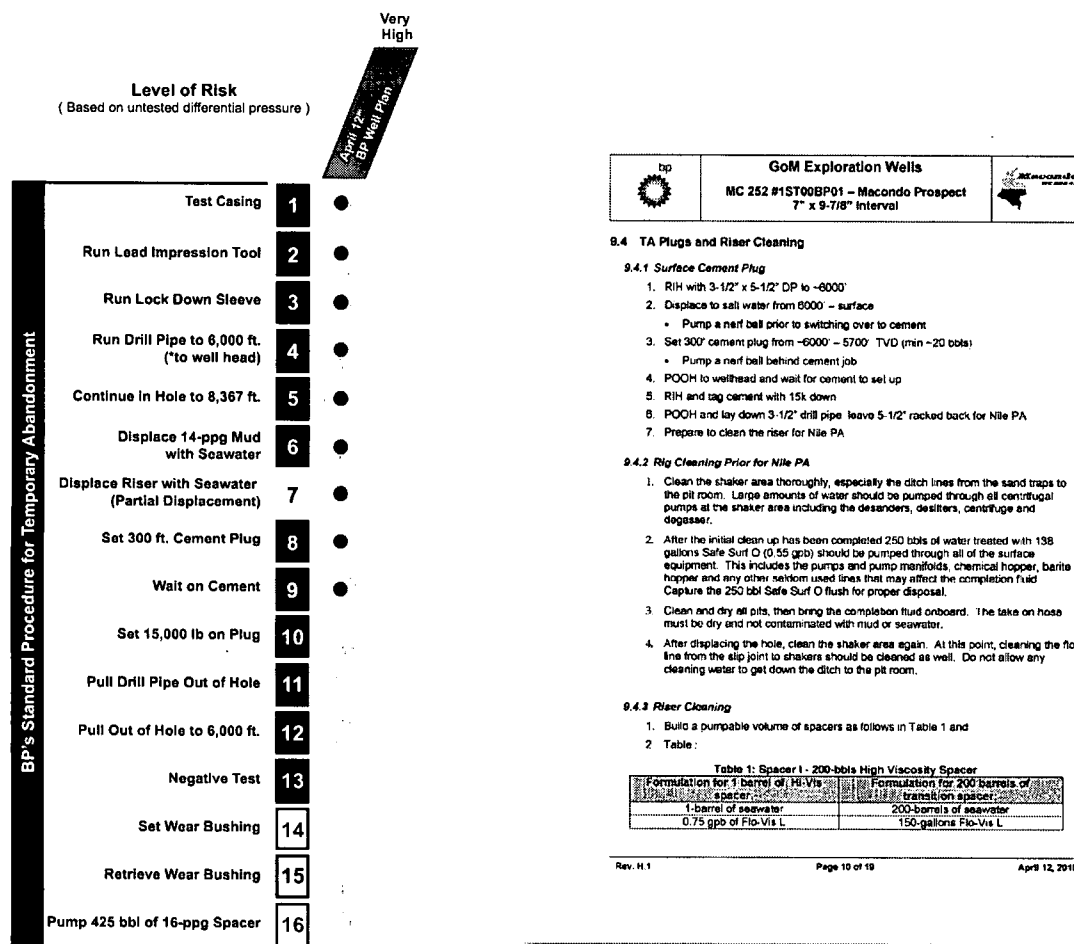 Very
High
Level of Risk
( Based on untested differential pressure )
April 12th
BP Well Plan
BP's Standard Procedure for Temporary Abandonment
Test Casing 1
Run Lead Impression Tool 2
Run Lock Down Sleeve 3
Run Drill Pipe to 6,000 ft.
(*to well head) 4
Continue in Hole to 8,367 ft. 5
Displace 14-ppg Mud
with Seawater 6
Displace Riser with Seawater
(Partial Displacement) 7
Set 300 ft. Cement Plug 8
Wait on Cement 9
Set 15,000 lb on Plug 10
Pull Drill Pipe Out of Hole 11
Pull Out of Hole to 6,000 ft. 12
Negative Test 13
Set Wear Bushing 14
Retrieve Wear Bushing 15
Pump 425 bbl of 16-ppg Spacer 16
bp
GoM Exploration Wells
MC 252 #1ST00BP01 – Macondo Prospect
7" x 9-7/8" Interval
Macondo
9.4 TA Plugs and Riser Cleaning
9.4.1 Surface Cement Plug
1. RIH with 3-1/2" x 5-1/2" DP to ~6000'
2. Displace to salt water from 6000' – surface
• Pump a nerf ball prior to switching over to cement
3. Set 300' cement plug from ~6000' – 5700' TVD (min ~20 bbls)
• Pump a nerf ball behind cement job
4. POOH to wellhead and wait for cement to set up
5. RIH and tag cement with 15k down
6. POOH and lay down 3-1/2" drill pipe leave 5-1/2" racked back for Nile PA
7. Prepare to clean the riser for Nile PA
9.4.2 Rig Cleaning Prior for Nile PA
1. Clean the shaker area thoroughly, especially the ditch lines from the sand traps to
the pit room. Large amounts of water should be pumped through all centrifugal
pumps at the shaker area including the desanders, desilters, centrifuge and
degasser.
2. After the initial clean up has been completed 250 bbls of water treated with 138
gallons Safe Surf O (0.55 gpb) should be pumped through all of the surface
equipment. This includes the pumps and pump manifolds, chemical hopper, barite
hopper and any other seldom used lines that may affect the completion fluid
Capture the 250 bbl Safe Surf O flush for proper disposal.
3. Clean and dry all pits, then bring the completion fluid onboard. The take on hose
must be dry and not contaminated with mud or seawater.
4. After displacing the hole, clean the shaker area again. At this point, cleaning the flo
line from the slip joint to shakers should be cleaned as well. Do not allow any
cleaning water to get down the ditch to the pit room.
9.4.3 Riser Cleaning
1. Build a pumpable volume of spacers as follows in Table 1 and
2 Table :
Table 1: Spacer I - 200-bbls High Viscosity Spacer
Formulation for 1 barrel of Hi-Vis
spacer
Formulation for 200 barrels of
transition spacer
1-barrel of seawater 200-barrels of seawater
0.75 gpb of Flo-Vis L 150-gallons Flo-Vis L
Rev. H.1 Page 10 of 19 April 12, 2010